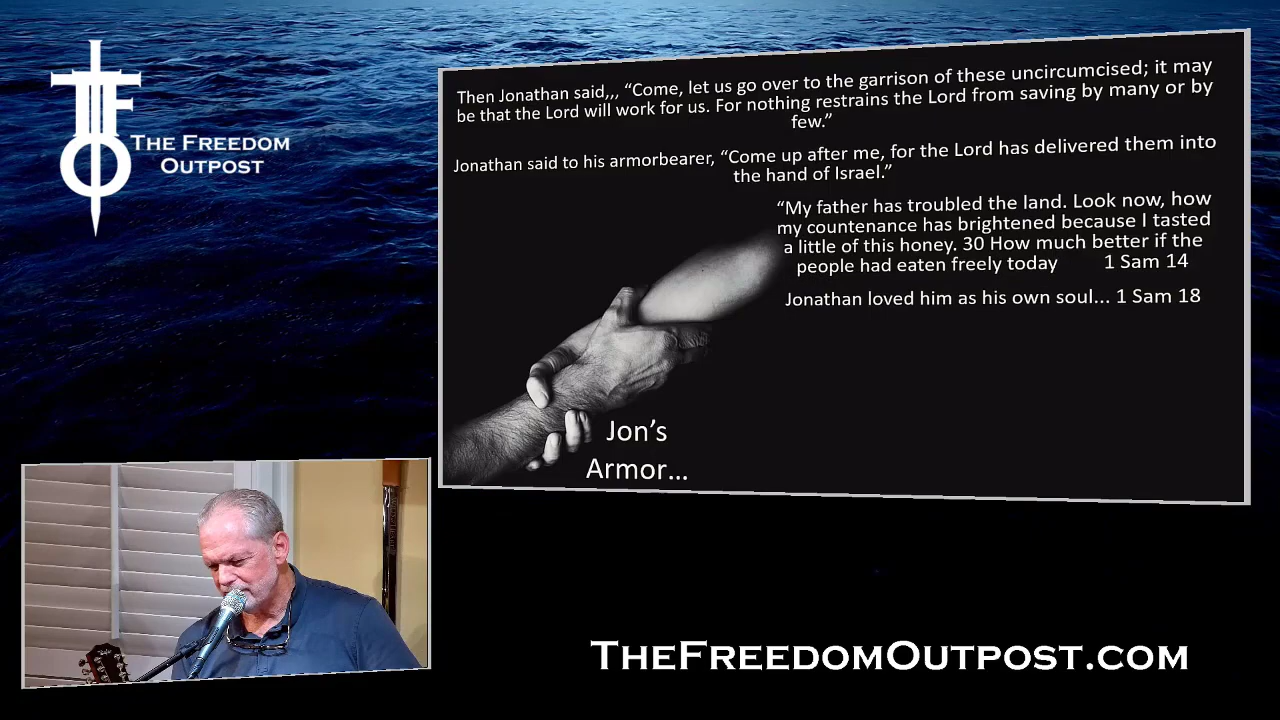 THE FREEDOM
OUTPOST
Then Jonathan said,,, “Come, let us go over to the garrison of these uncircumcised; it may
be that the Lord will work for us. For nothing restrains the Lord from saving by many or by
few.”
Jonathan said to his armorbearer, “Come up after me, for the Lord has delivered them into
the hand of Israel.”
“My father has troubled the land. Look now, how
my countenance has brightened because I tasted
a little of this honey. 30 How much better if the
people had eaten freely today 1 Sam 14
Jonathan loved him as his own soul... 1 Sam 18
Jon’s
Armor...
THEFREEDOMOUTPOST.COM